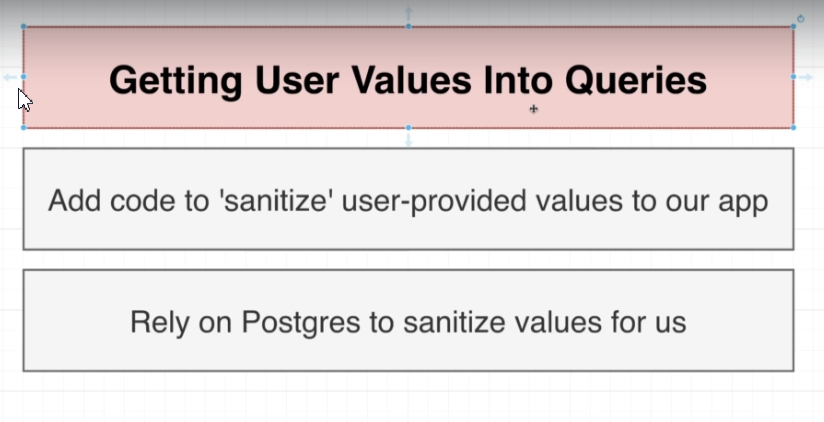 Getting User Values Into Queries
Add code to 'sanitize' user-provided values to our app
Rely on Postgres to sanitize values for us